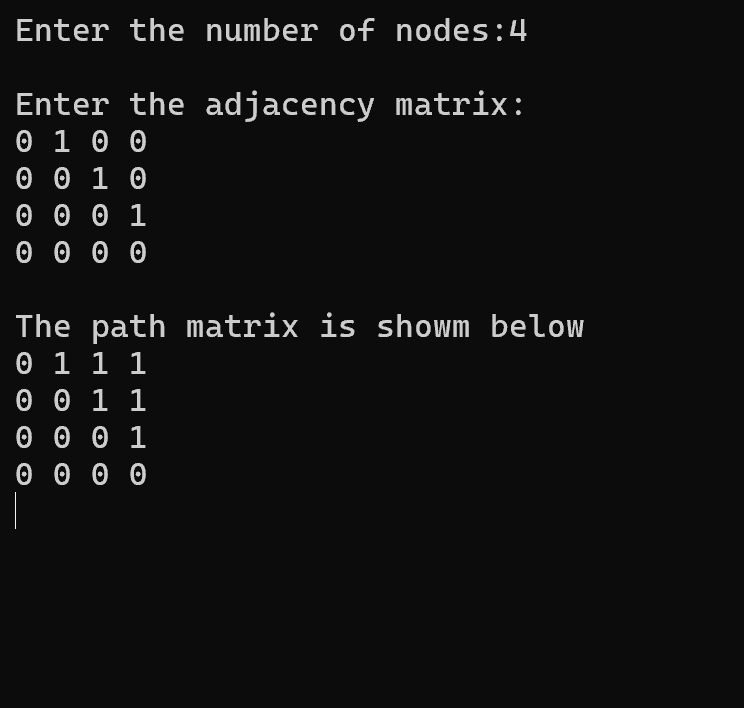 Enter the number of nodes:4
Enter the adjacency matrix:
0 1 0 0
0 0 1 0
0 0 0 1
0 0 0 0
The path matrix is showm below
0 1 1 1
0 0 1 1
0 0 0 1
0 0 0 0